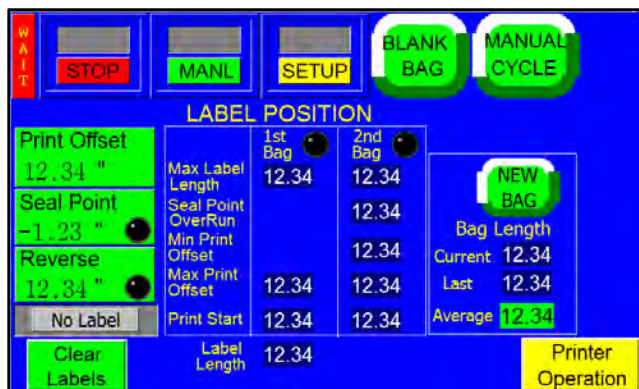 WAIT
STOP
MANL
SETUP
BLANK BAG
MANUAL CYCLE
LABEL POSITION
Print Offset
12.34 "
Seal Point
-1.23 "
Reverse
12.34 "
No Label
Clear
Labels
1st Bag
2nd Bag
Max Label Length 12.34 12.34
Seal Point OverRun 12.34
Min Print Offset 12.34
Max Print Offset 12.34 12.34
Print Start 12.34 12.34
Label Length 12.34
NEW BAG
Bag Length
Current 12.34
Last 12.34
Average 12.34
Printer
Operation